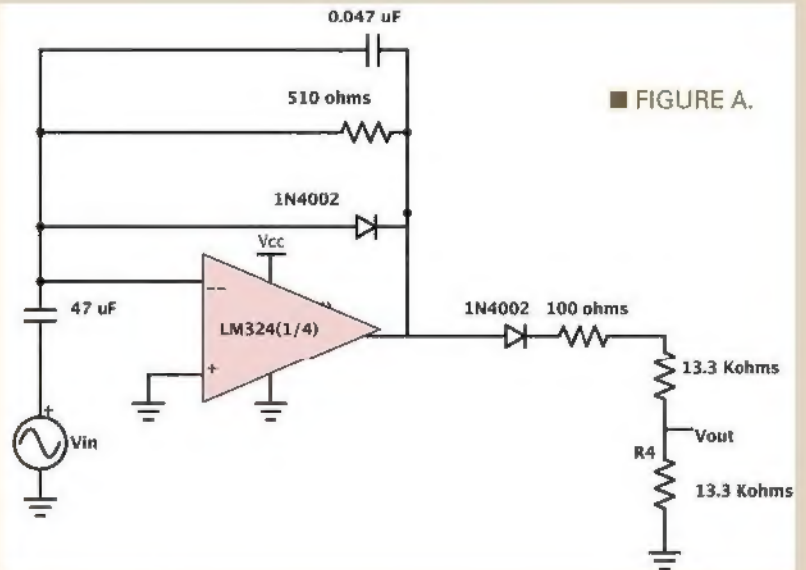 0.047 uF
■ FIGURE A.
510 ohms
1N4002
Vcc
--
47 uF
LM324(1/4)
1N4002 100 ohms
+
13.3 Kohms
+
Vin
Vout
R4
13.3 Kohms